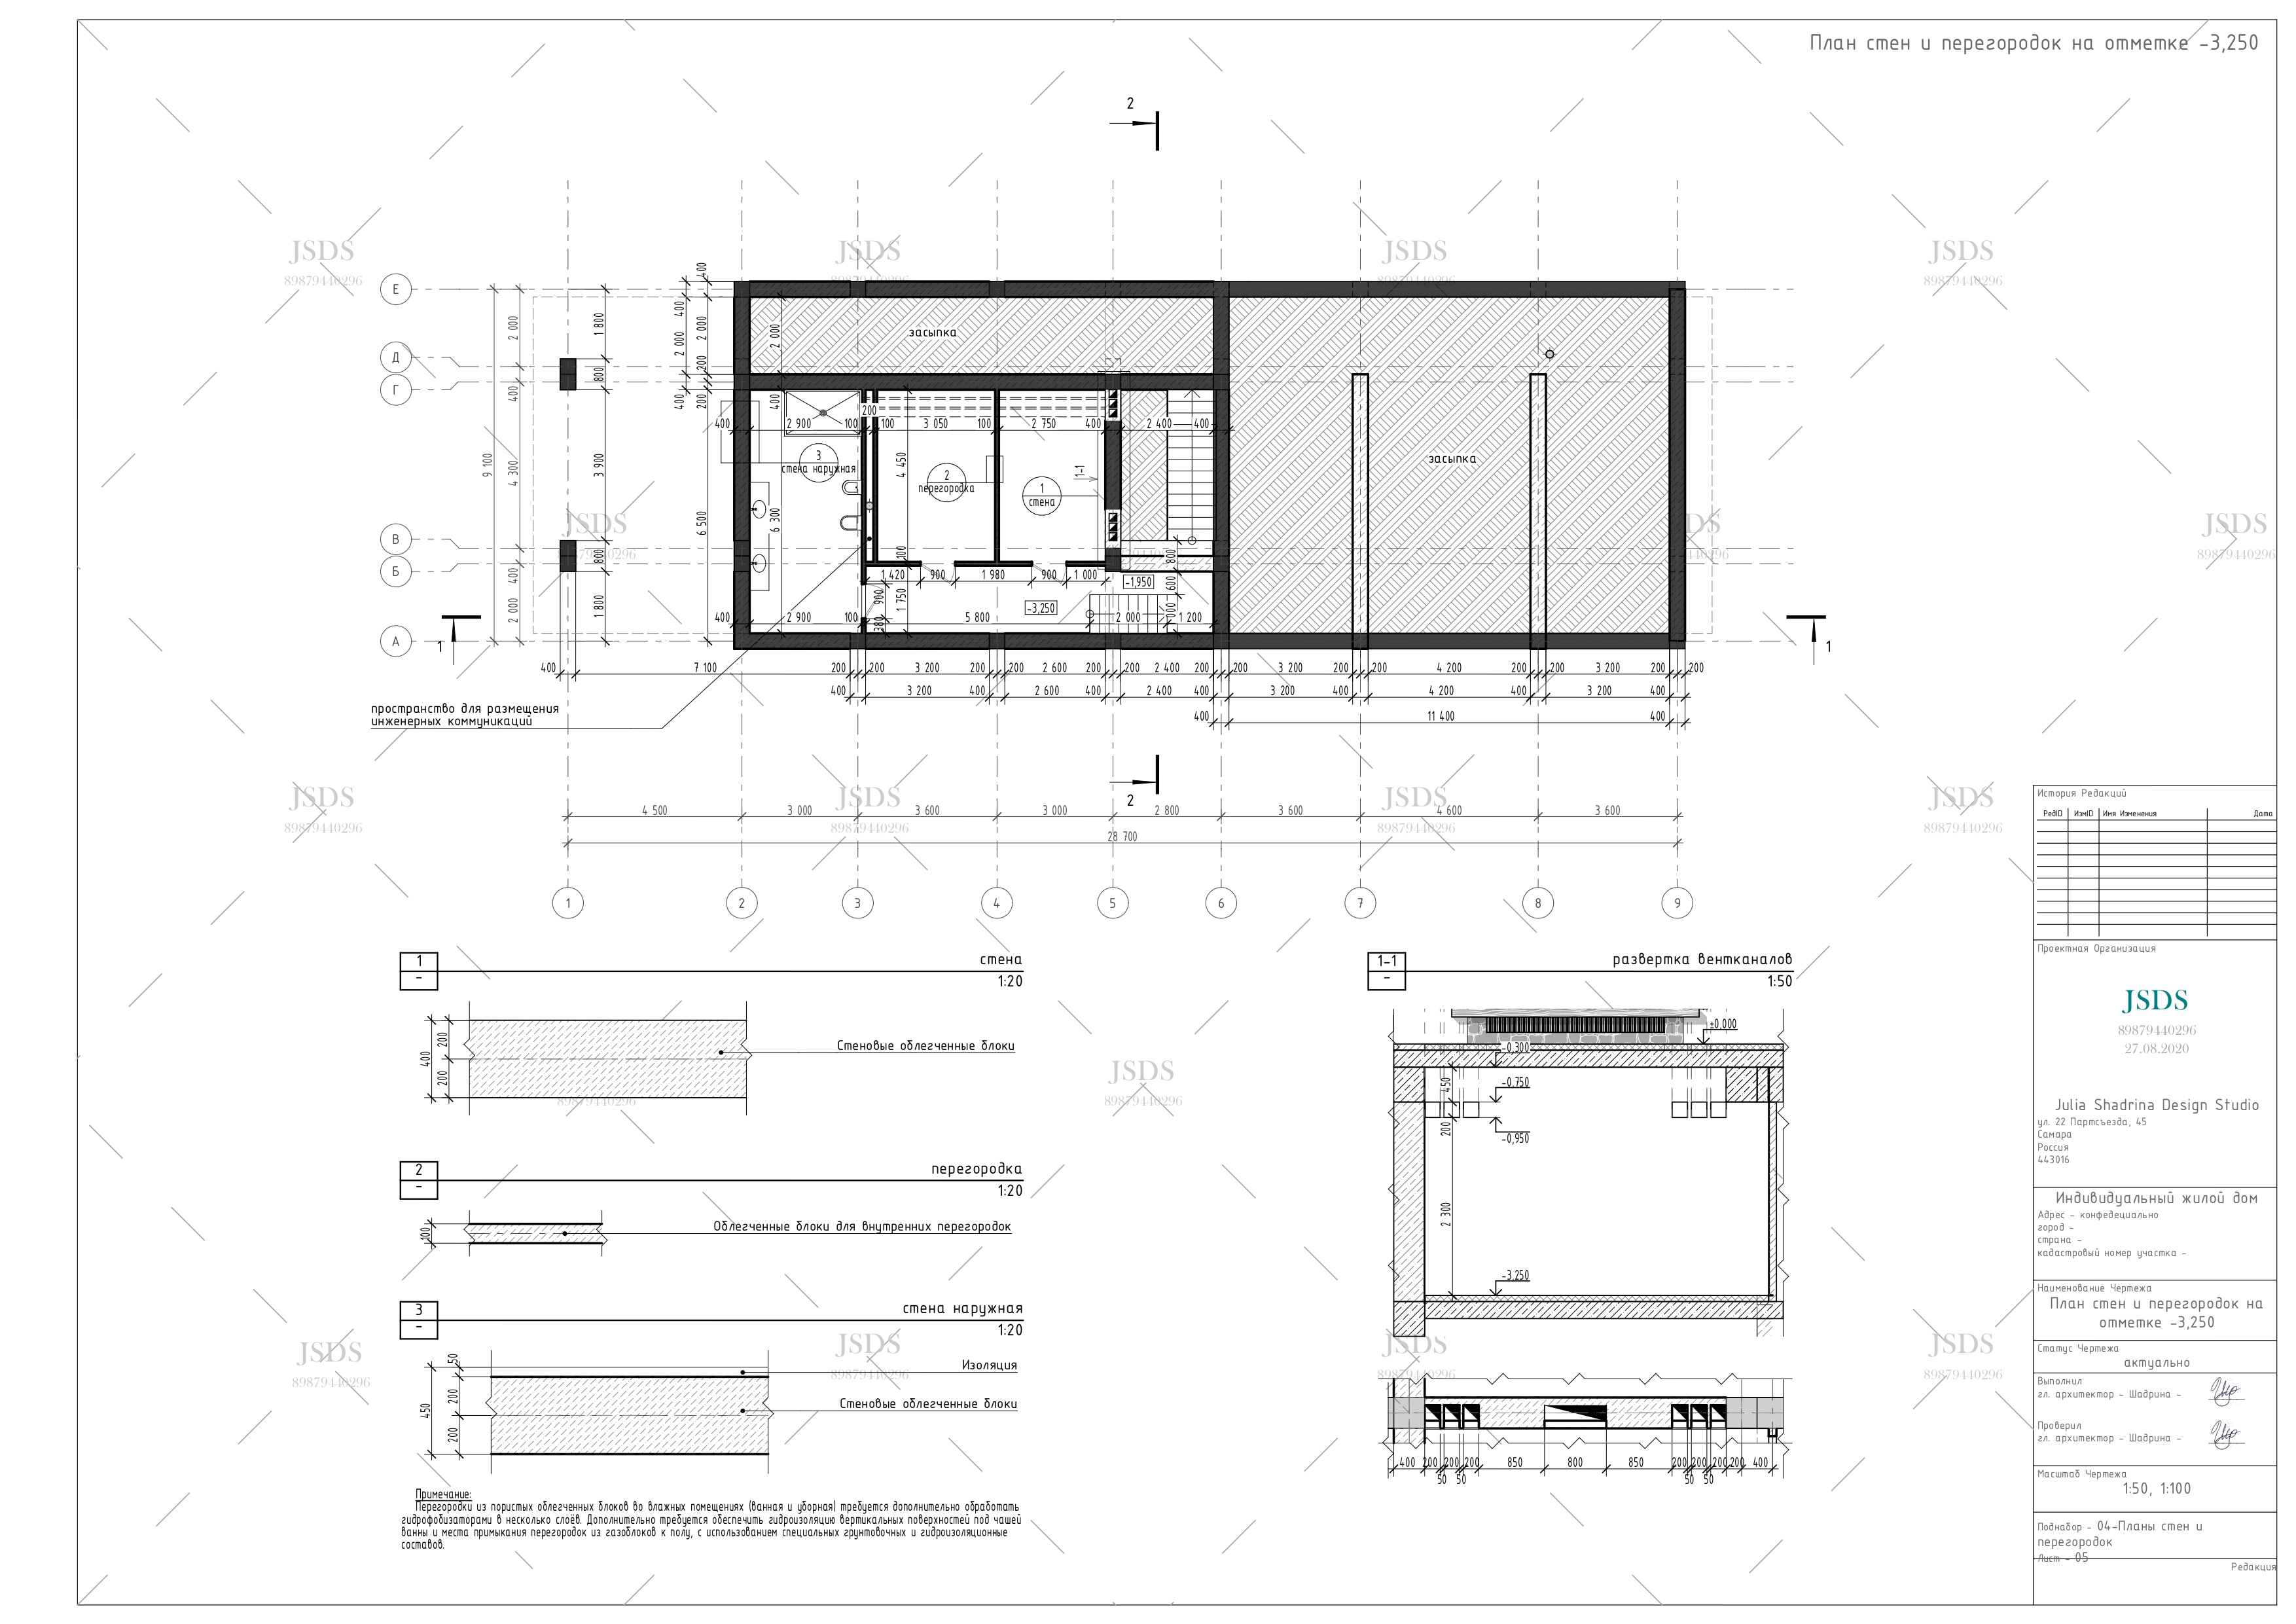 План стен и перегородок на отметке -3,250
2
Е
Д
Г
В
Б
А
9 100
2 000
400
4 300
400
2 000
1 800
800
3 900
800
1 800
400
400
2 000
2 000
200
400
200
6 500
засыпка
засыпка
2 000
400
6 300
400
2 900
100
200
100
3 050
100
2 750
400
2 400
400
3
стена наружная
2
перегородка
1
стена
1-1
4 450
100
1 420
900
1 980
900
1 000
-1,950
-3,250
800
600
900
1 750
380
400
2 900
100
5 800
2 000
1 200
1
1
400
7 100
200
200
3 200
200
200
2 600
200
200
2 400
200
200
3 200
200
200
4 200
200
200
3 200
200
200
400
3 200
400
2 600
400
2 400
400
3 200
400
4 200
400
3 200
400
400
11 400
400
пространство для размещения
инженерных коммуникаций
2
4 500
3 000
3 600
3 000
2 800
3 600
4 600
3 600
28 700
1
2
3
4
5
6
7
8
9
1
-
стена
1:20
400
200
200
Стеновые облегченные блоки
2
-
перегородка
1:20
100
Облегченные блоки для внутренних перегородок
3
-
стена наружная
1:20
450
50
200
200
Изоляция
Стеновые облегченные блоки
Примечание:
Перегородки из пористых облегченных блоков во влажных помещениях (ванная и уборная) требуется дополнительно обработать
гидрофобизаторами в несколько слоёв. Дополнительно требуется обеспечить гидроизоляцию вертикальных поверхностей под чашей
ванны и места примыкания перегородок из газоблоков к полу, с использованием специальных грунтовочных и гидроизоляционные
составов.
1-1
-
развертка вентканалов
1:50
±0,000
-0,300
-0,750
-0,950
-3,250
450
200
2 300
400
200
200
200
850
800
850
200
200
200
200
400
50
50
50
50
JSDS
89879440296
История Редакций
РедID
ИзмID
Имя Изменения
Дата
Проектная Организация
JSDS
89879440296
27.08.2020
Julia Shadrina Design Studio
ул. 22 Партсъезда, 45
Самара
Россия
443016
Индивидуальный жилой дом
Адрес - конфедециально
город -
страна -
кадастровый номер участка -
Наименование Чертежа
План стен и перегородок на
отметке -3,250
Статус Чертежа
актуально
Выполнил
гл. архитектор - Шадрина -
Проверил
гл. архитектор - Шадрина -
Масштаб Чертежа
1:50, 1:100
Поднабор - 04-Планы стен и
перегородок
Лист - 05
Редакция